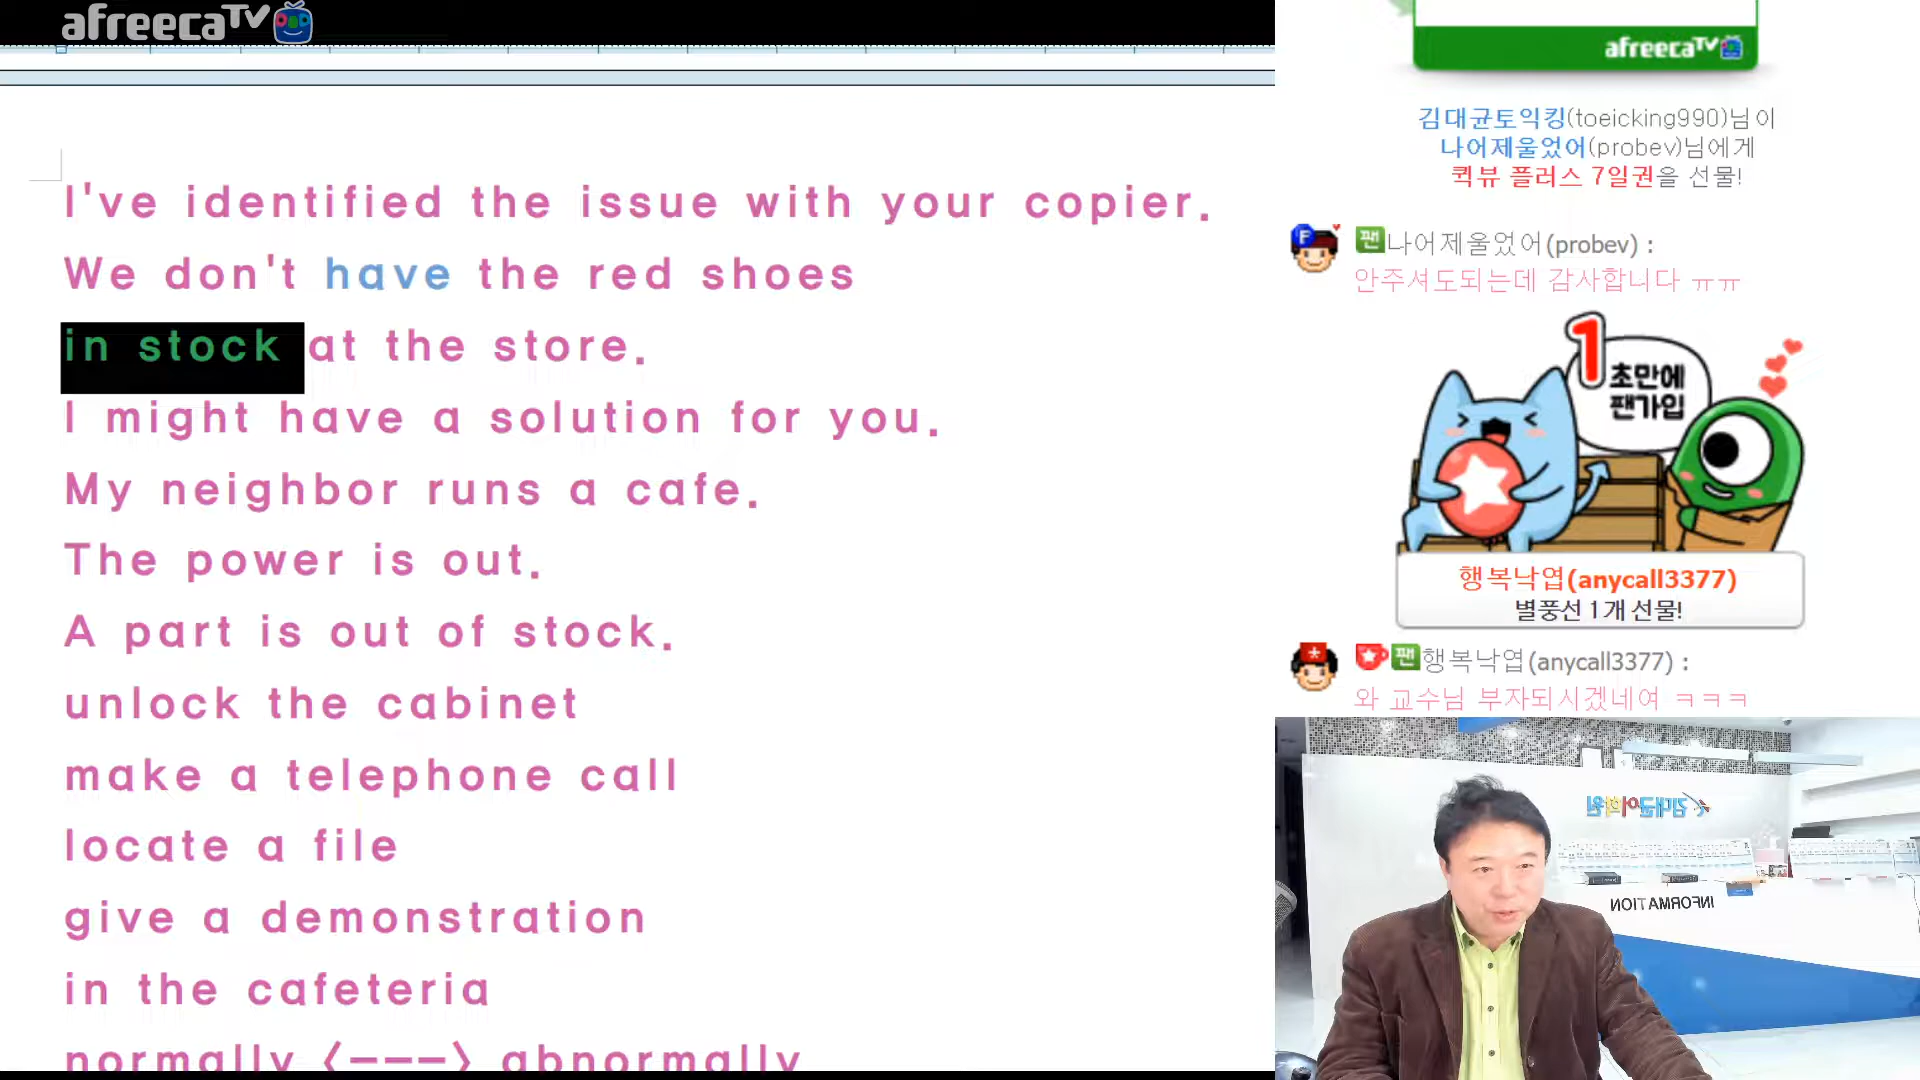 afreecaTV
I've identified the issue with your copier.
We don't have the red shoes
in stock at the store.
I might have a solution for you.
My neighbor runs a cafe.
The power is out.
A part is out of stock.
unlock the cabinet
make a telephone call
locate a file
give a demonstration
in the cafeteria
normally 〈---〉 abnormally
afreecaTV
김대균토익킹(toeicking990)님이
나어제울었어(probev)님에게
퀵뷰 플러스 7일권을 선물!
F
팬 나어제울었어(probev) :
안주셔도되는데 감사합니다 ㅠㅠ
1초만에
팬가입
행복낙엽(anycall3377)
별풍선 1개 선물!
팬 행복낙엽(anycall3377) :
와 교수님 부자되시겠네여 ㅋㅋㅋ
김대균어학원
INFORMATION